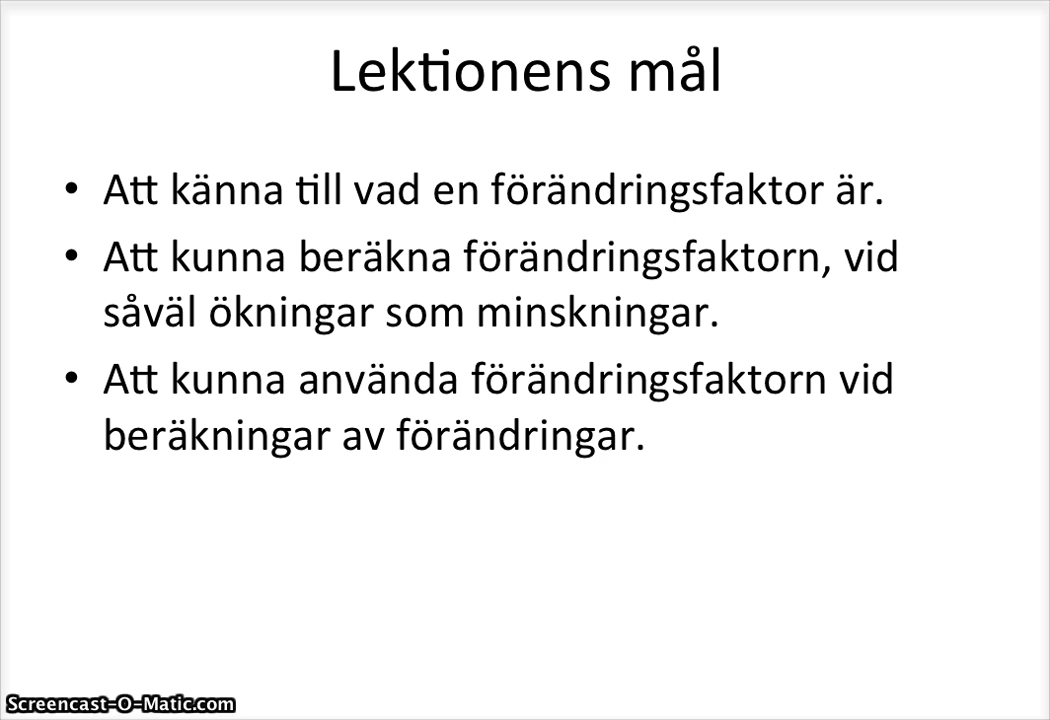 Lektionens mål
• Att känna till vad en förändringsfaktor är.
• Att kunna beräkna förändringsfaktorn, vid
såväl ökningar som minskningar.
• Att kunna använda förändringsfaktorn vid
beräkningar av förändringar.
Screencast-O-Matic.com